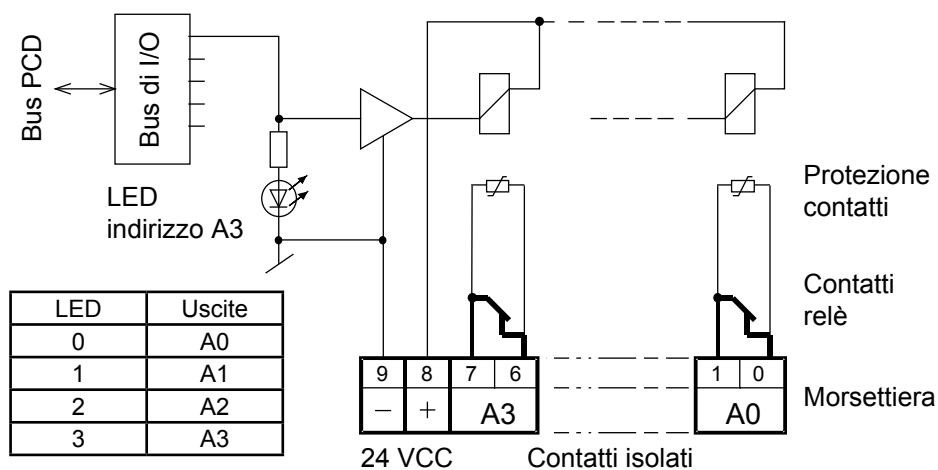 Bus PCD
Bus di I/O
LED
indirizzo A3
Protezione
contatti
Contatti
relè
LED Uscite
0 A0
1 A1
2 A2
3 A3
9 8 7 6 1 0
− + A3 A0
Morsettiera
24 VCC Contatti isolati